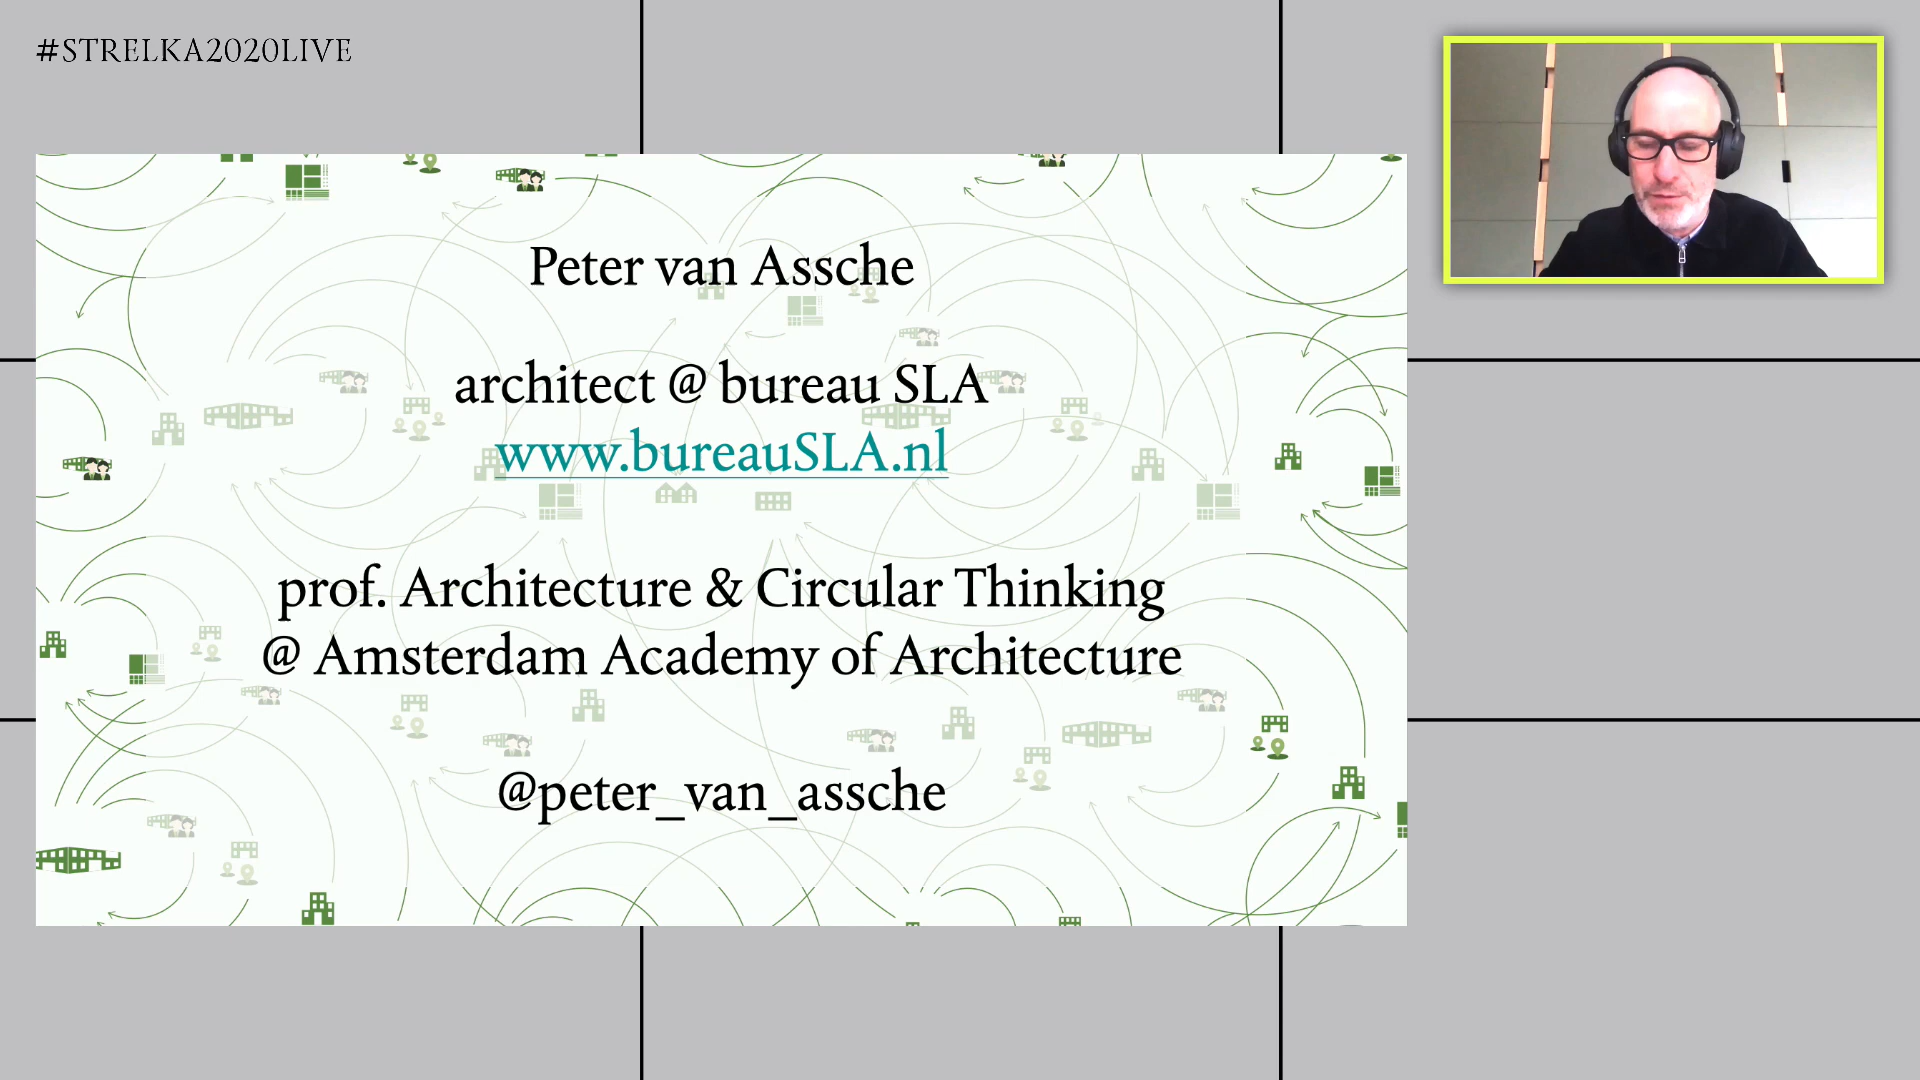 #STRELKA2020LIVE
Peter van Assche
architect @ bureau SLA
www.bureauSLA.nl
prof. Architecture & Circular Thinking
@ Amsterdam Academy of Architecture
@peter_van_assche